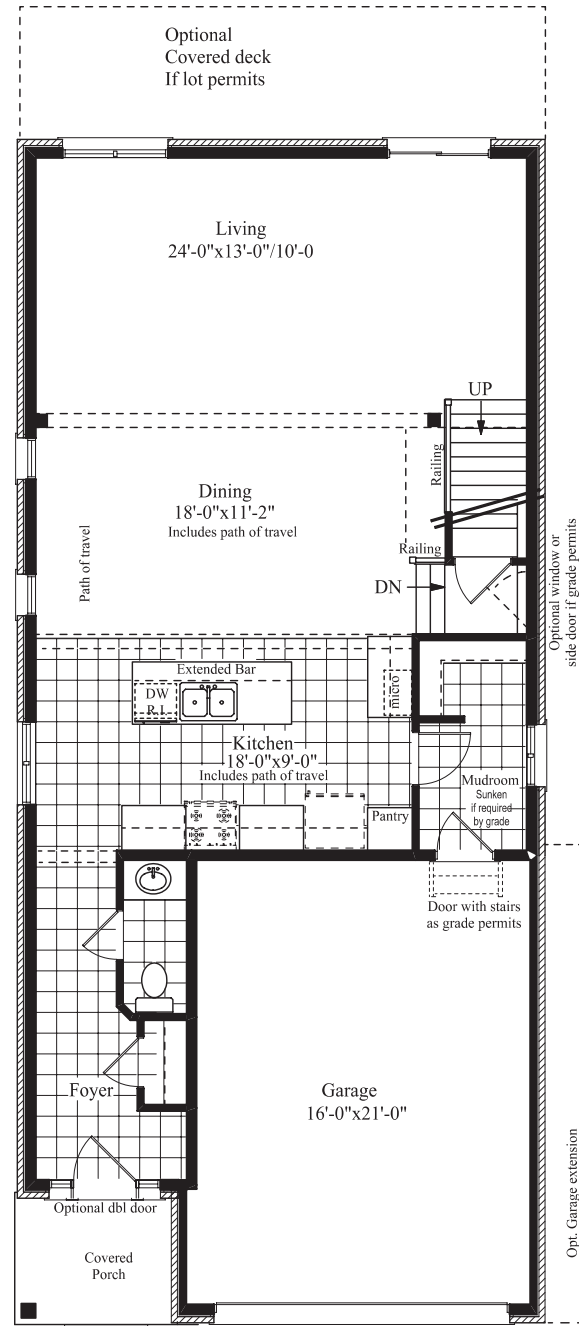 Optional
Covered deck
If lot permits
Living
24'-0"x13'-0"/10'-0
UP
Railing
Dining
18'-0"x11'-2"
Includes path of travel
Path of travel
Railing
DN
Optional window or
side door if grade permits
Extended Bar
DW
R.I.
micro
Kitchen
18'-0"x9'-0"
Includes path of travel
Mudroom
Sunken
if required
by grade
Pantry
Door with stairs
as grade permits
Foyer
Garage
16'-0"x21'-0"
Optional dbl door
Opt. Garage extension
Covered
Porch